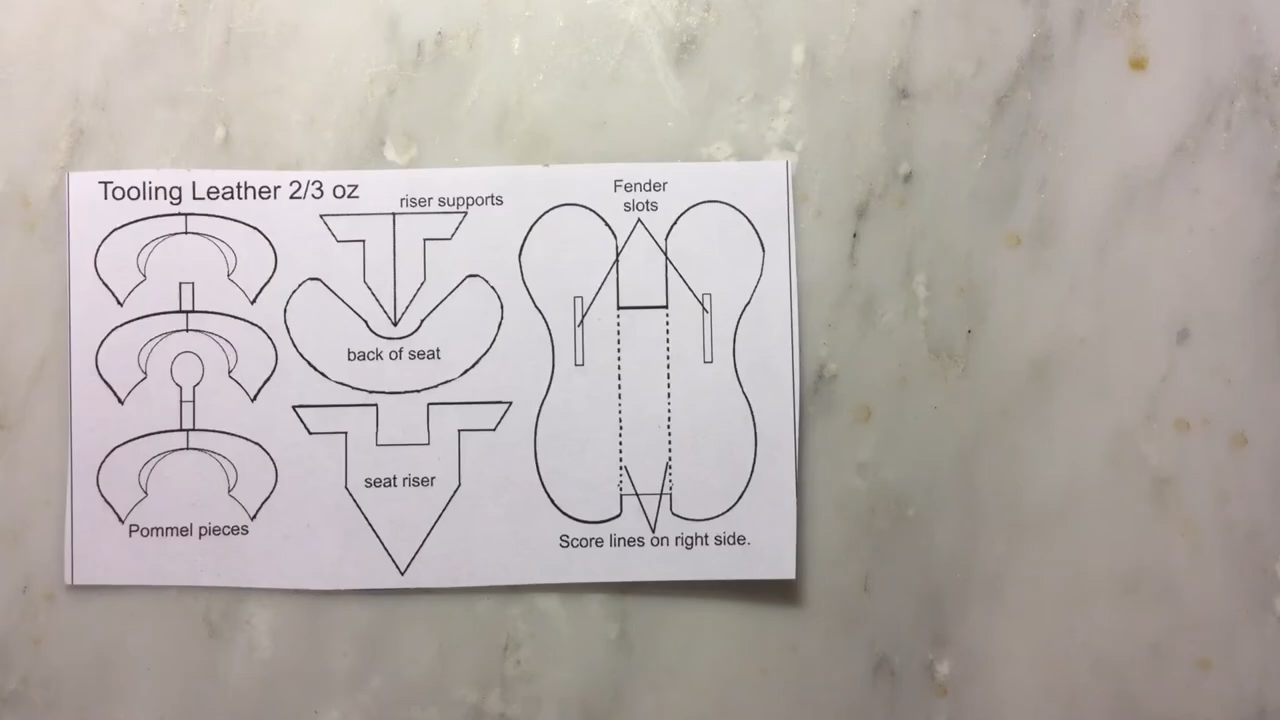 Tooling Leather 2/3 oz
riser supports
Fender
slots
back of seat
seat riser
Pommel pieces
Score lines on right side.